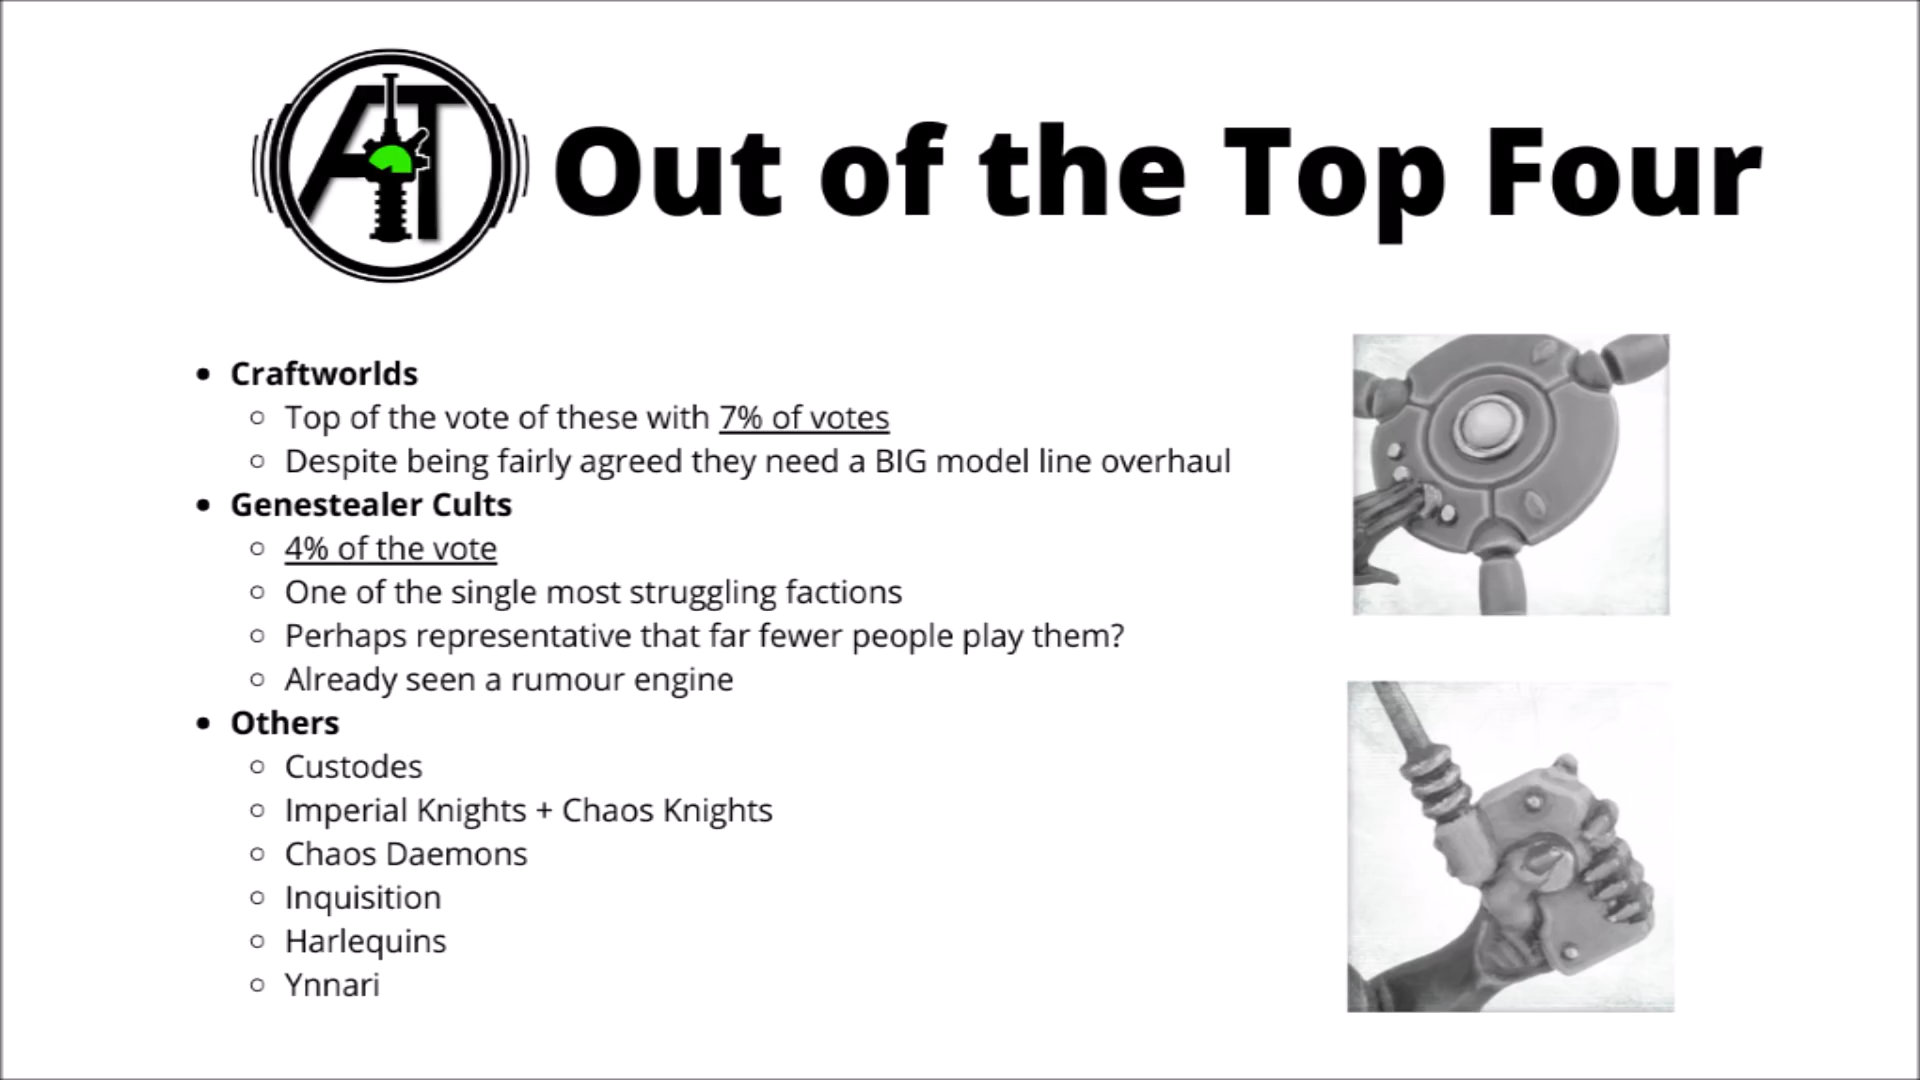 AT
Out of the Top Four
Craftworlds
Top of the vote of these with 7% of votes
Despite being fairly agreed they need a BIG model line overhaul
Genestealer Cults
4% of the vote
One of the single most struggling factions
Perhaps representative that far fewer people play them?
Already seen a rumour engine
Others
Custodes
Imperial Knights + Chaos Knights
Chaos Daemons
Inquisition
Harlequins
Ynnari